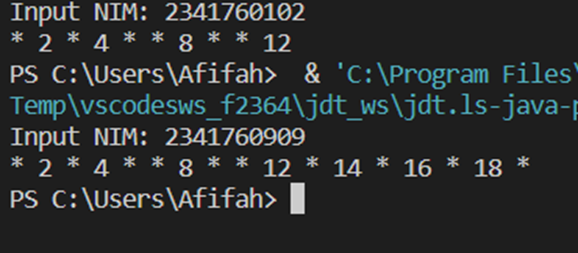 Input NIM: 2341760102
* 2 * 4 * * 8 * * 12
PS C:\Users\Afifah>  & 'C:\Program Files\
Temp\vscodesws_f2364\jdt_ws\jdt.ls-java-p
Input NIM: 2341760909
* 2 * 4 * * 8 * * 12 * 14 * 16 * 18 *
PS C:\Users\Afifah>